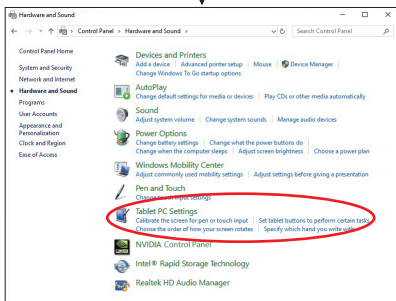 Hardware and Sound
Control Panel > Hardware and Sound >
Search Control Panel
Control Panel Home
System and Security
Network and Internet
Hardware and Sound
Programs
User Accounts
Appearance and
Personalization
Clock and Region
Ease of Access
Devices and Printers
Add a device | Advanced printer setup | Mouse | Device Manager |
Change Windows To Go startup options
AutoPlay
Change default settings for media or devices | Play CDs or other media automatically
Sound
Adjust system volume | Change system sounds | Manage audio devices
Power Options
Change battery settings | Change what the power buttons do |
Change when the computer sleeps | Adjust screen brightness | Choose a power plan
Windows Mobility Center
Adjust commonly used mobility settings | Adjust settings before giving a presentation
Pen and Touch
Change touch input settings
Tablet PC Settings
Calibrate the screen for pen or touch input | Set tablet buttons to perform certain tasks
Choose the order of how your screen rotates | Specify which hand you write with
NVIDIA Control Panel
Intel® Rapid Storage Technology
Realtek HD Audio Manager